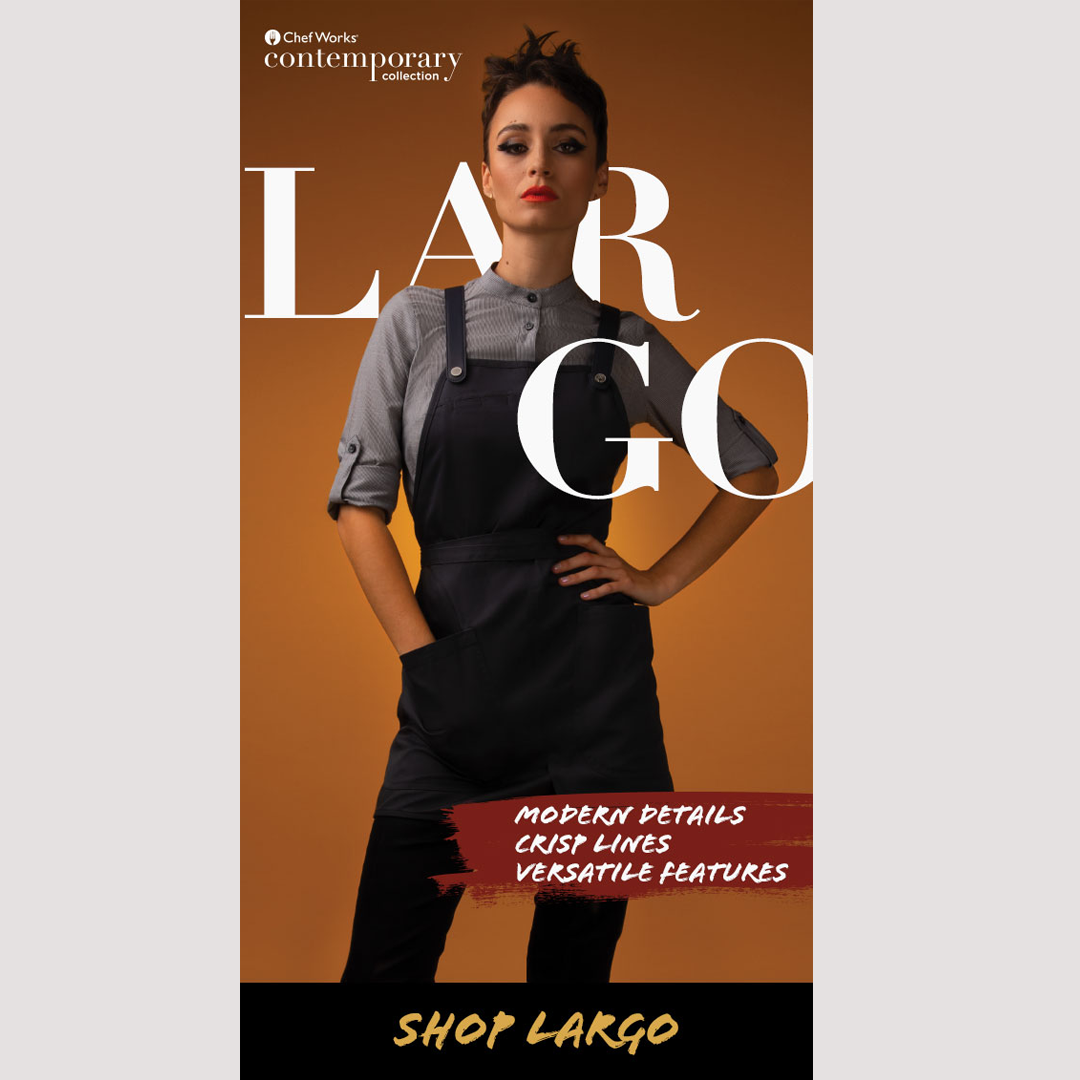 Chef Works®
contemporary
collection
LAR
GO
MODERN DETAILS
CRISP LINES
VERSATILE FEATURES
SHOP LARGO